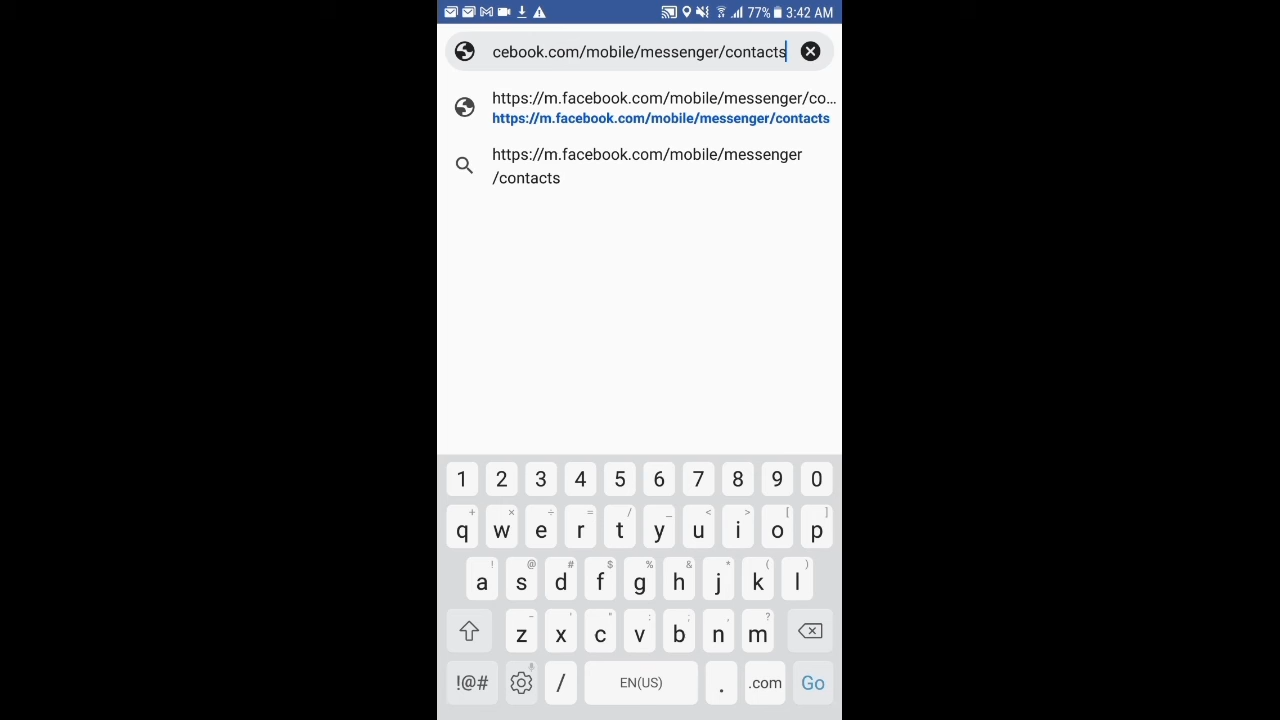 77% 3:42 AM
cebook.com/mobile/messenger/contacts
https://m.facebook.com/mobile/messenger/co...
https://m.facebook.com/mobile/messenger/contacts
https://m.facebook.com/mobile/messenger
/contacts
1 2 3 4 5 6 7 8 9 0
+ × ÷ = / _ < > [ ]
q w e r t y u i o p
! @ # $ % & * ( )
a s d f g h j k l
- ' " : ; , ?
z x c v b n m
!@# / EN(US) . .com Go